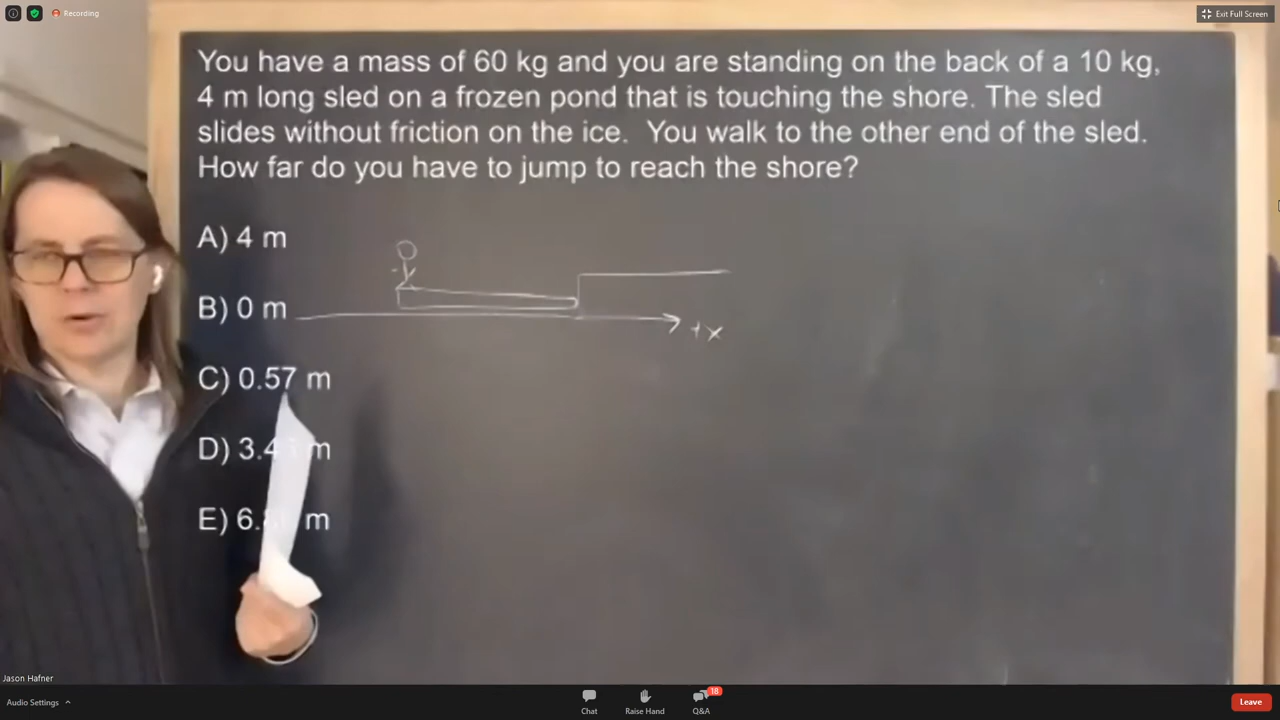 Recording
Exit Full Screen
You have a mass of 60 kg and you are standing on the back of a 10 kg,
4 m long sled on a frozen pond that is touching the shore. The sled
slides without friction on the ice.  You walk to the other end of the sled.
How far do you have to jump to reach the shore?
A) 4 m
B) 0 m
+x
C) 0.57 m
D) 3.4 m
E) 6. m
Jason Hafner
Audio Settings
Chat
Raise Hand
18
Q&A
Leave